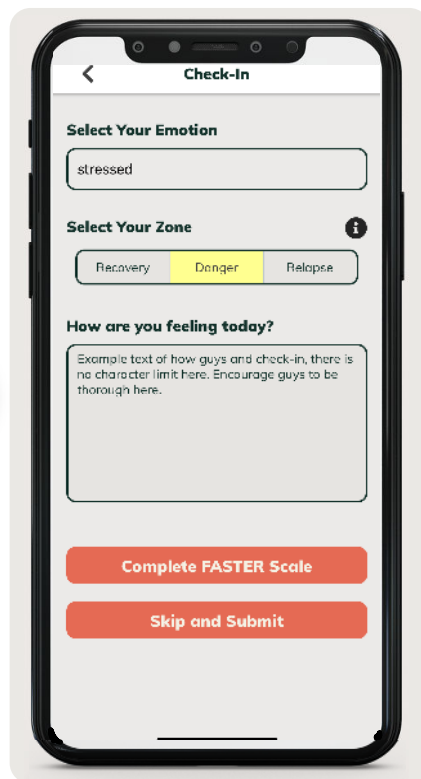 Check-In
Select Your Emotion
stressed
Select Your Zone
Recovery Danger Relapse
How are you feeling today?
Example text of how guys and check-in, there is
no character limit here. Encourage guys to be
thorough here.
Complete FASTER Scale
Skip and Submit